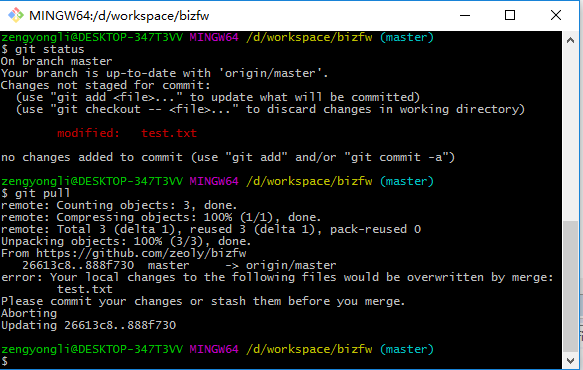 MINGW64:/d/workspace/bizfw
zengyongli@DESKTOP-347T3VV MINGW64 /d/workspace/bizfw (master)
$ git status
On branch master
Your branch is up-to-date with 'origin/master'.
Changes not staged for commit:
  (use "git add <file>..." to update what will be committed)
  (use "git checkout -- <file>..." to discard changes in working directory)
        modified:   test.txt
no changes added to commit (use "git add" and/or "git commit -a")
zengyongli@DESKTOP-347T3VV MINGW64 /d/workspace/bizfw (master)
$ git pull
remote: Counting objects: 3, done.
remote: Compressing objects: 100% (1/1), done.
remote: Total 3 (delta 1), reused 3 (delta 1), pack-reused 0
Unpacking objects: 100% (3/3), done.
From https://github.com/zeoly/bizfw
   26613c8..888f730  master     -> origin/master
error: Your local changes to the following files would be overwritten by merge:
        test.txt
Please commit your changes or stash them before you merge.
Aborting
Updating 26613c8..888f730
zengyongli@DESKTOP-347T3VV MINGW64 /d/workspace/bizfw (master)
$